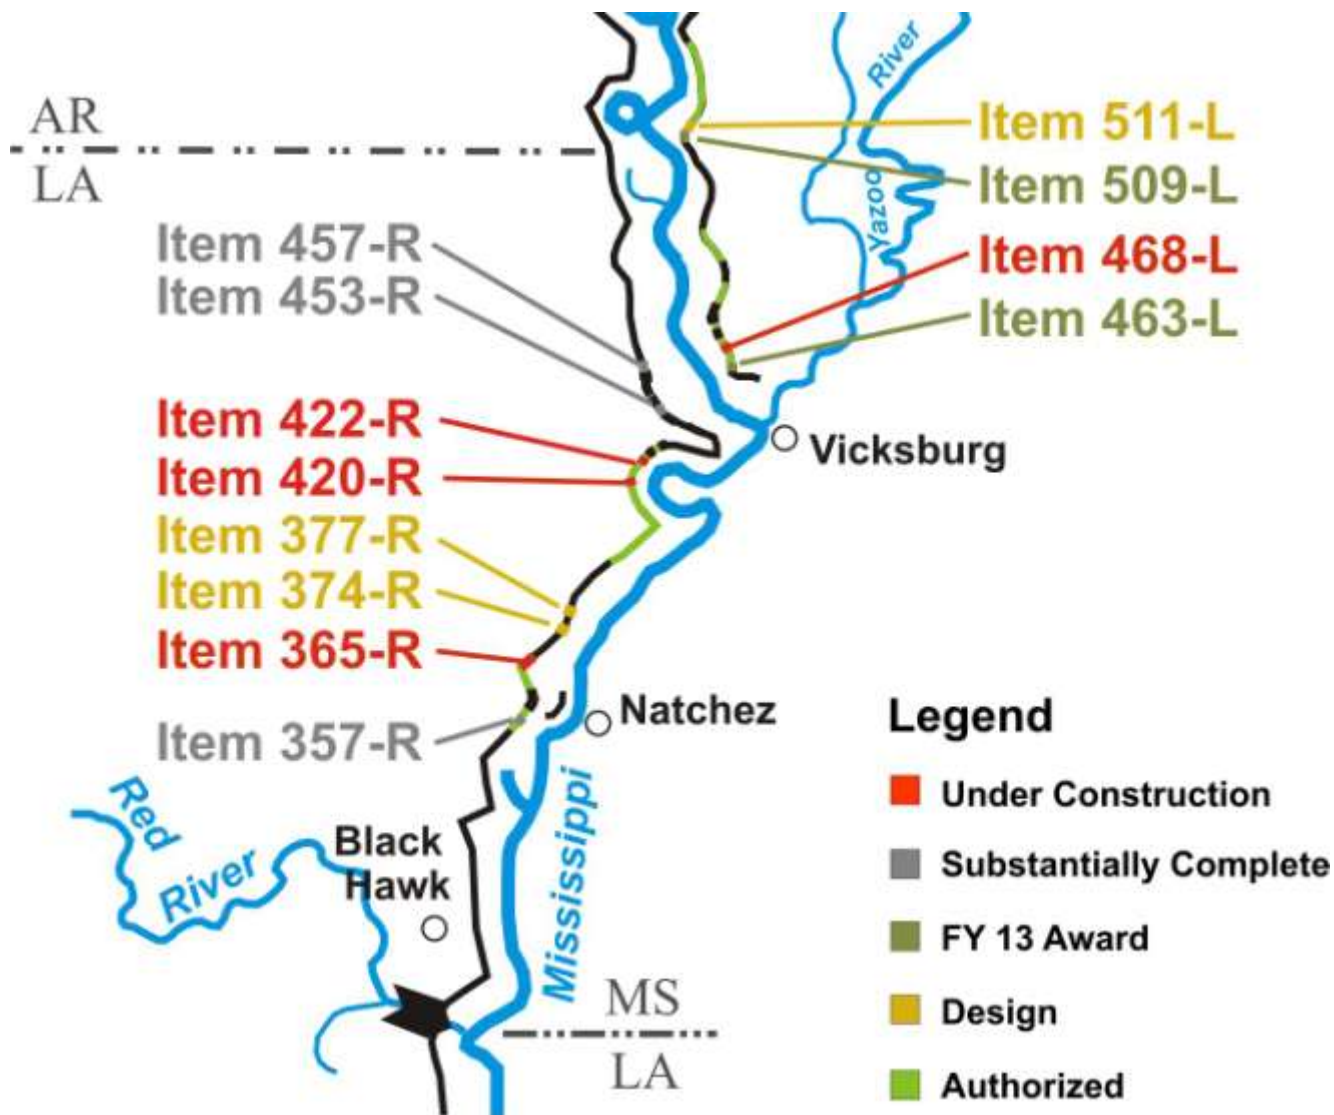 River
AR
Item 511-L
LA
Item 509-L
Yazoo
Item 457-R
Item 468-L
Item 453-R
Item 463-L
Item 422-R
Vicksburg
Item 420-R
Item 377-R
Item 374-R
Item 365-R
Natchez
Legend
Item 357-R
Under Construction
Red
River
Black
Hawk
Mississippi
Substantially Complete
FY 13 Award
MS
Design
LA
Authorized